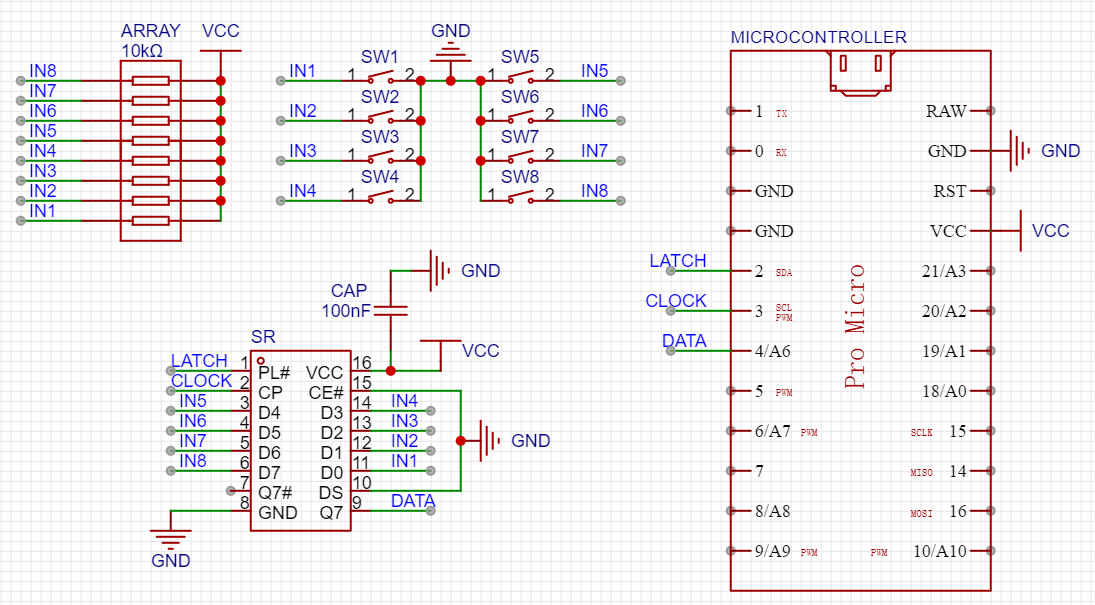 ARRAY
10kΩ
VCC
IN8
IN7
IN6
IN5
IN4
IN3
IN2
IN1
GND
IN1 1 SW1 2
IN2 1 SW2 2
IN3 1 SW3 2
IN4 1 SW4 2
1 SW5 2 IN5
1 SW6 2 IN6
1 SW7 2 IN7
1 SW8 2 IN8
GND
CAP
100nF
VCC
SR
LATCH 1 PL#
CLOCK 2 CP
IN5 3 D4
IN6 4 D5
IN7 5 D6
IN8 6 D7
7 Q7#
8 GND
GND
VCC 16
CE# 15
D3 14 IN4
D2 13 IN3
D1 12 IN2
D0 11 IN1
DS 10
Q7 9 DATA
GND
MICROCONTROLLER
Pro Micro
1 TX
0 RX
GND
GND
LATCH 2 SDA
CLOCK 3 SCL
PWM
DATA 4/A6
5 PWM
6/A7 PWM
7
8/A8
9/A9 PWM
RAW
GND GND
RST
VCC VCC
21/A3
20/A2
19/A1
18/A0
SCLK 15
MISO 14
MOSI 16
PWM 10/A10